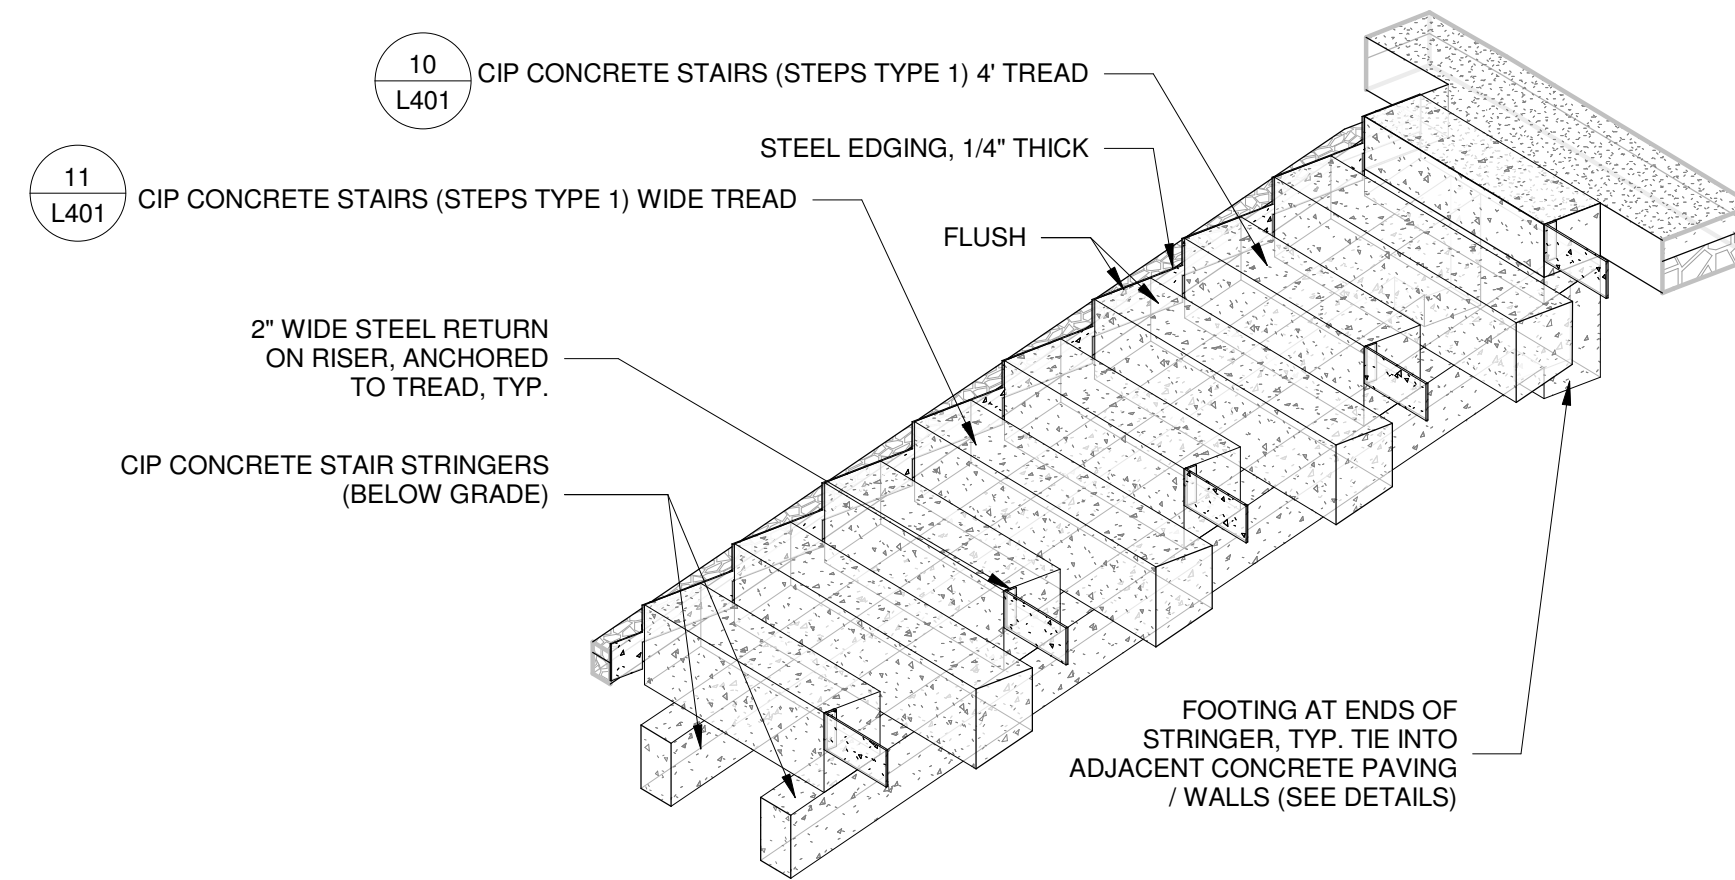 10
L401
CIP CONCRETE STAIRS (STEPS TYPE 1) 4' TREAD
STEEL EDGING, 1/4" THICK
11
L401
CIP CONCRETE STAIRS (STEPS TYPE 1) WIDE TREAD
FLUSH
2" WIDE STEEL RETURN
ON RISER, ANCHORED
TO TREAD, TYP.
CIP CONCRETE STAIR STRINGERS
(BELOW GRADE)
FOOTING AT ENDS OF
STRINGER, TYP. TIE INTO
ADJACENT CONCRETE PAVING
/ WALLS (SEE DETAILS)